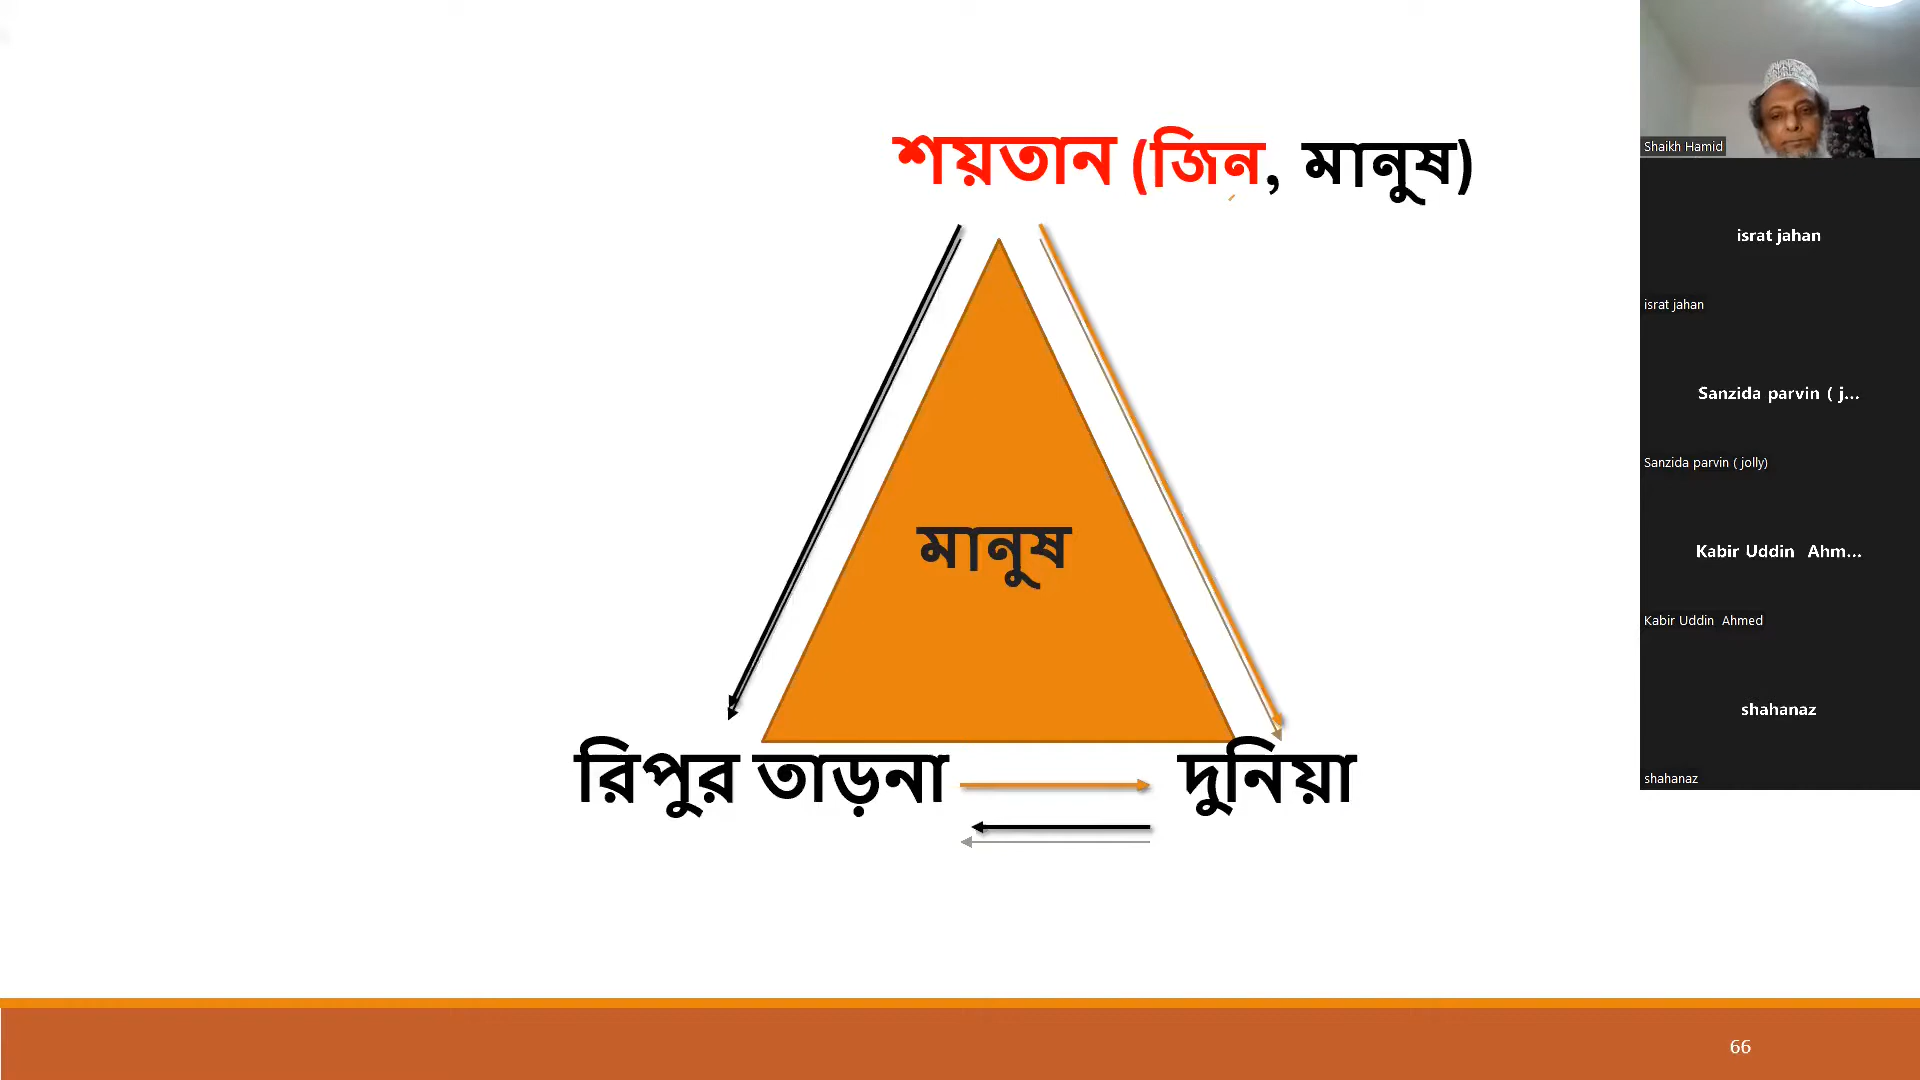 শয়তান (জিন, মানুষ)
মানুষ
রিপুর তাড়না
দুনিয়া
66
Shaikh Hamid
israt jahan
israt jahan
Sanzida parvin ( j...
Sanzida parvin ( jolly)
Kabir Uddin Ahm...
Kabir Uddin Ahmed
shahanaz
shahanaz